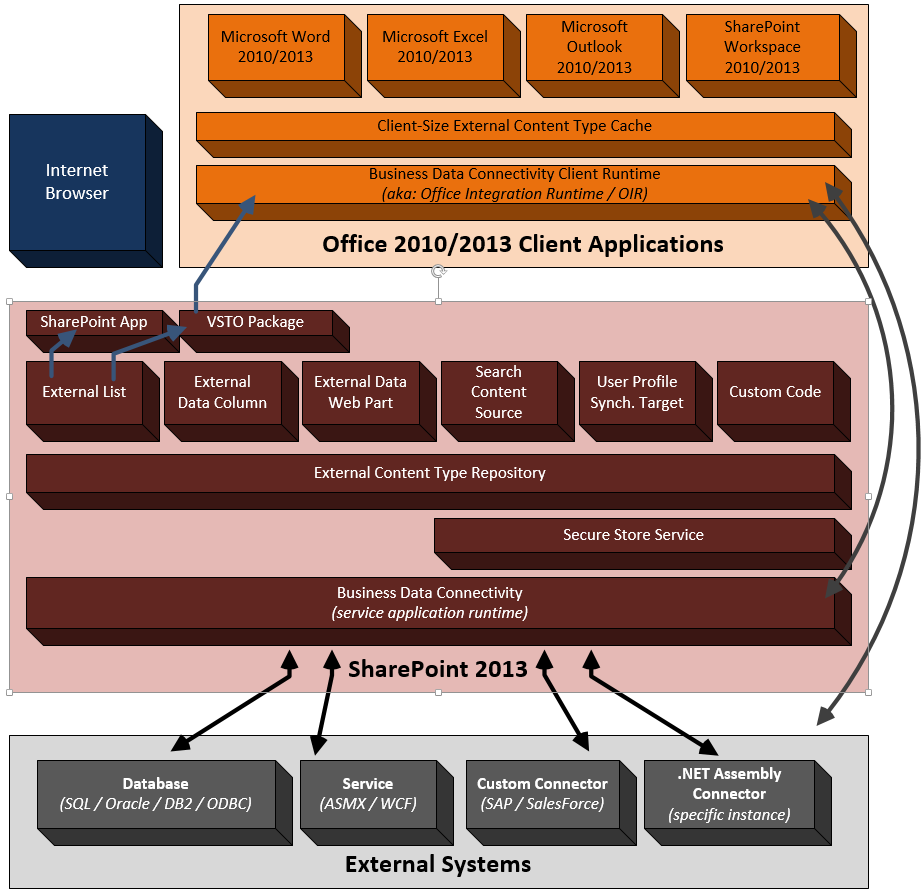 Microsoft Word
2010/2013
Microsoft Excel
2010/2013
Microsoft
Outlook
2010/2013
SharePoint
Workspace
2010/2013
Client-Size External Content Type Cache
Business Data Connectivity Client Runtime
(aka: Office Integration Runtime / OIR)
Office 2010/2013 Client Applications
Internet
Browser
SharePoint App
VSTO Package
External List
External
Data Column
External Data
Web Part
Search
Content
Source
User Profile
Synch. Target
Custom Code
External Content Type Repository
Secure Store Service
Business Data Connectivity
(service application runtime)
SharePoint 2013
Database
(SQL / Oracle / DB2 / ODBC)
Service
(ASMX / WCF)
Custom Connector
(SAP / SalesForce)
.NET Assembly
Connector
(specific instance)
External Systems